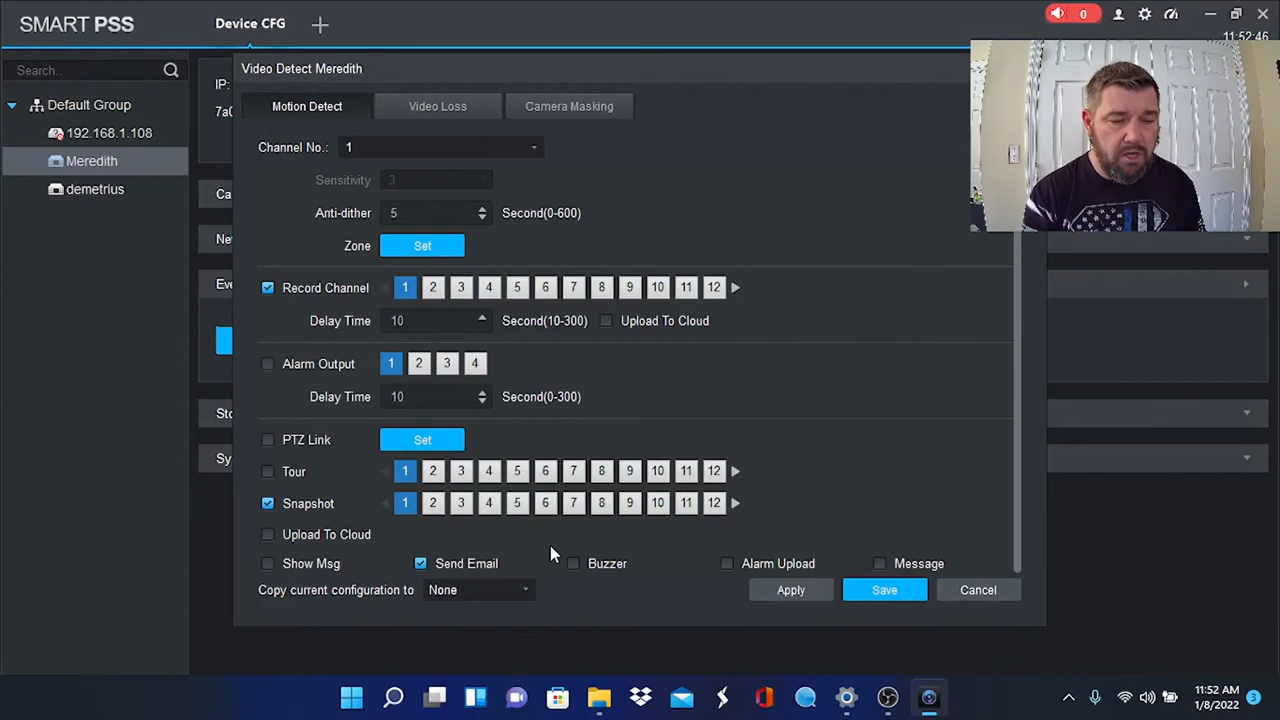 SMART PSS
Device CFG
0
11:52:46
Search...
Default Group
192.168.1.108
Meredith
demetrius
IP:
7a0
Ca
Ne
Eve
Sto
Sy
Video Detect Meredith
Motion Detect
Video Loss
Camera Masking
Channel No.: 1
Sensitivity 3
Anti-dither 5 Second(0-600)
Zone Set
Record Channel 1 2 3 4 5 6 7 8 9 10 11 12
Delay Time 10 Second(10-300) Upload To Cloud
Alarm Output 1 2 3 4
Delay Time 10 Second(0-300)
PTZ Link Set
Tour 1 2 3 4 5 6 7 8 9 10 11 12
Snapshot 1 2 3 4 5 6 7 8 9 10 11 12
Upload To Cloud
Show Msg Send Email Buzzer Alarm Upload Message
Copy current configuration to None Apply Save Cancel
11:52 AM
1/8/2022
3